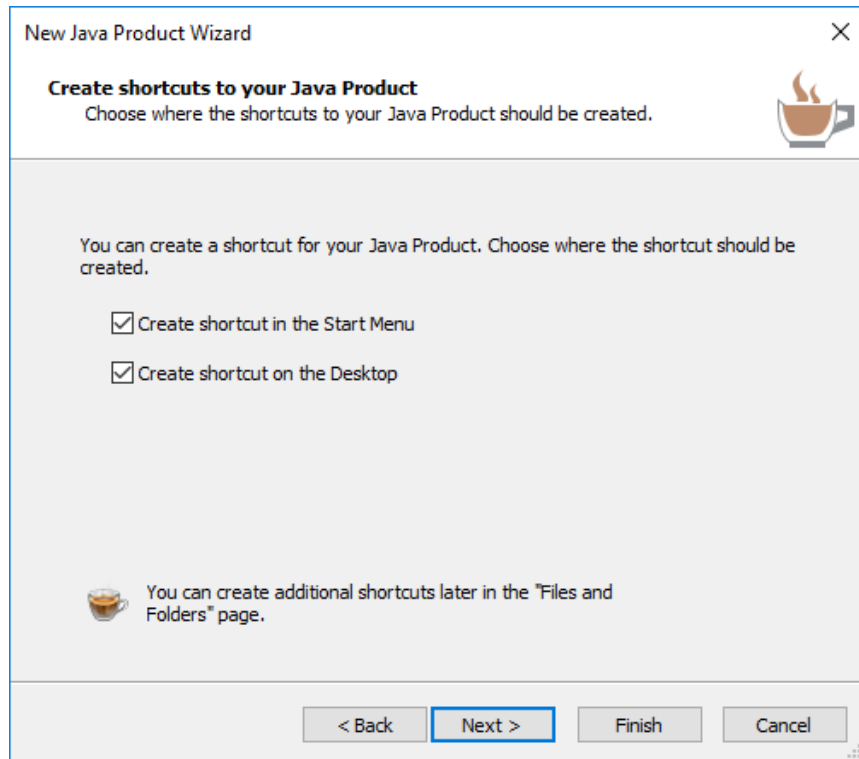 New Java Product Wizard
Create shortcuts to your Java Product
Choose where the shortcuts to your Java Product should be created.
You can create a shortcut for your Java Product. Choose where the shortcut should be
created.
Create shortcut in the Start Menu
Create shortcut on the Desktop
You can create additional shortcuts later in the "Files and
Folders" page.
< Back Next > Finish Cancel